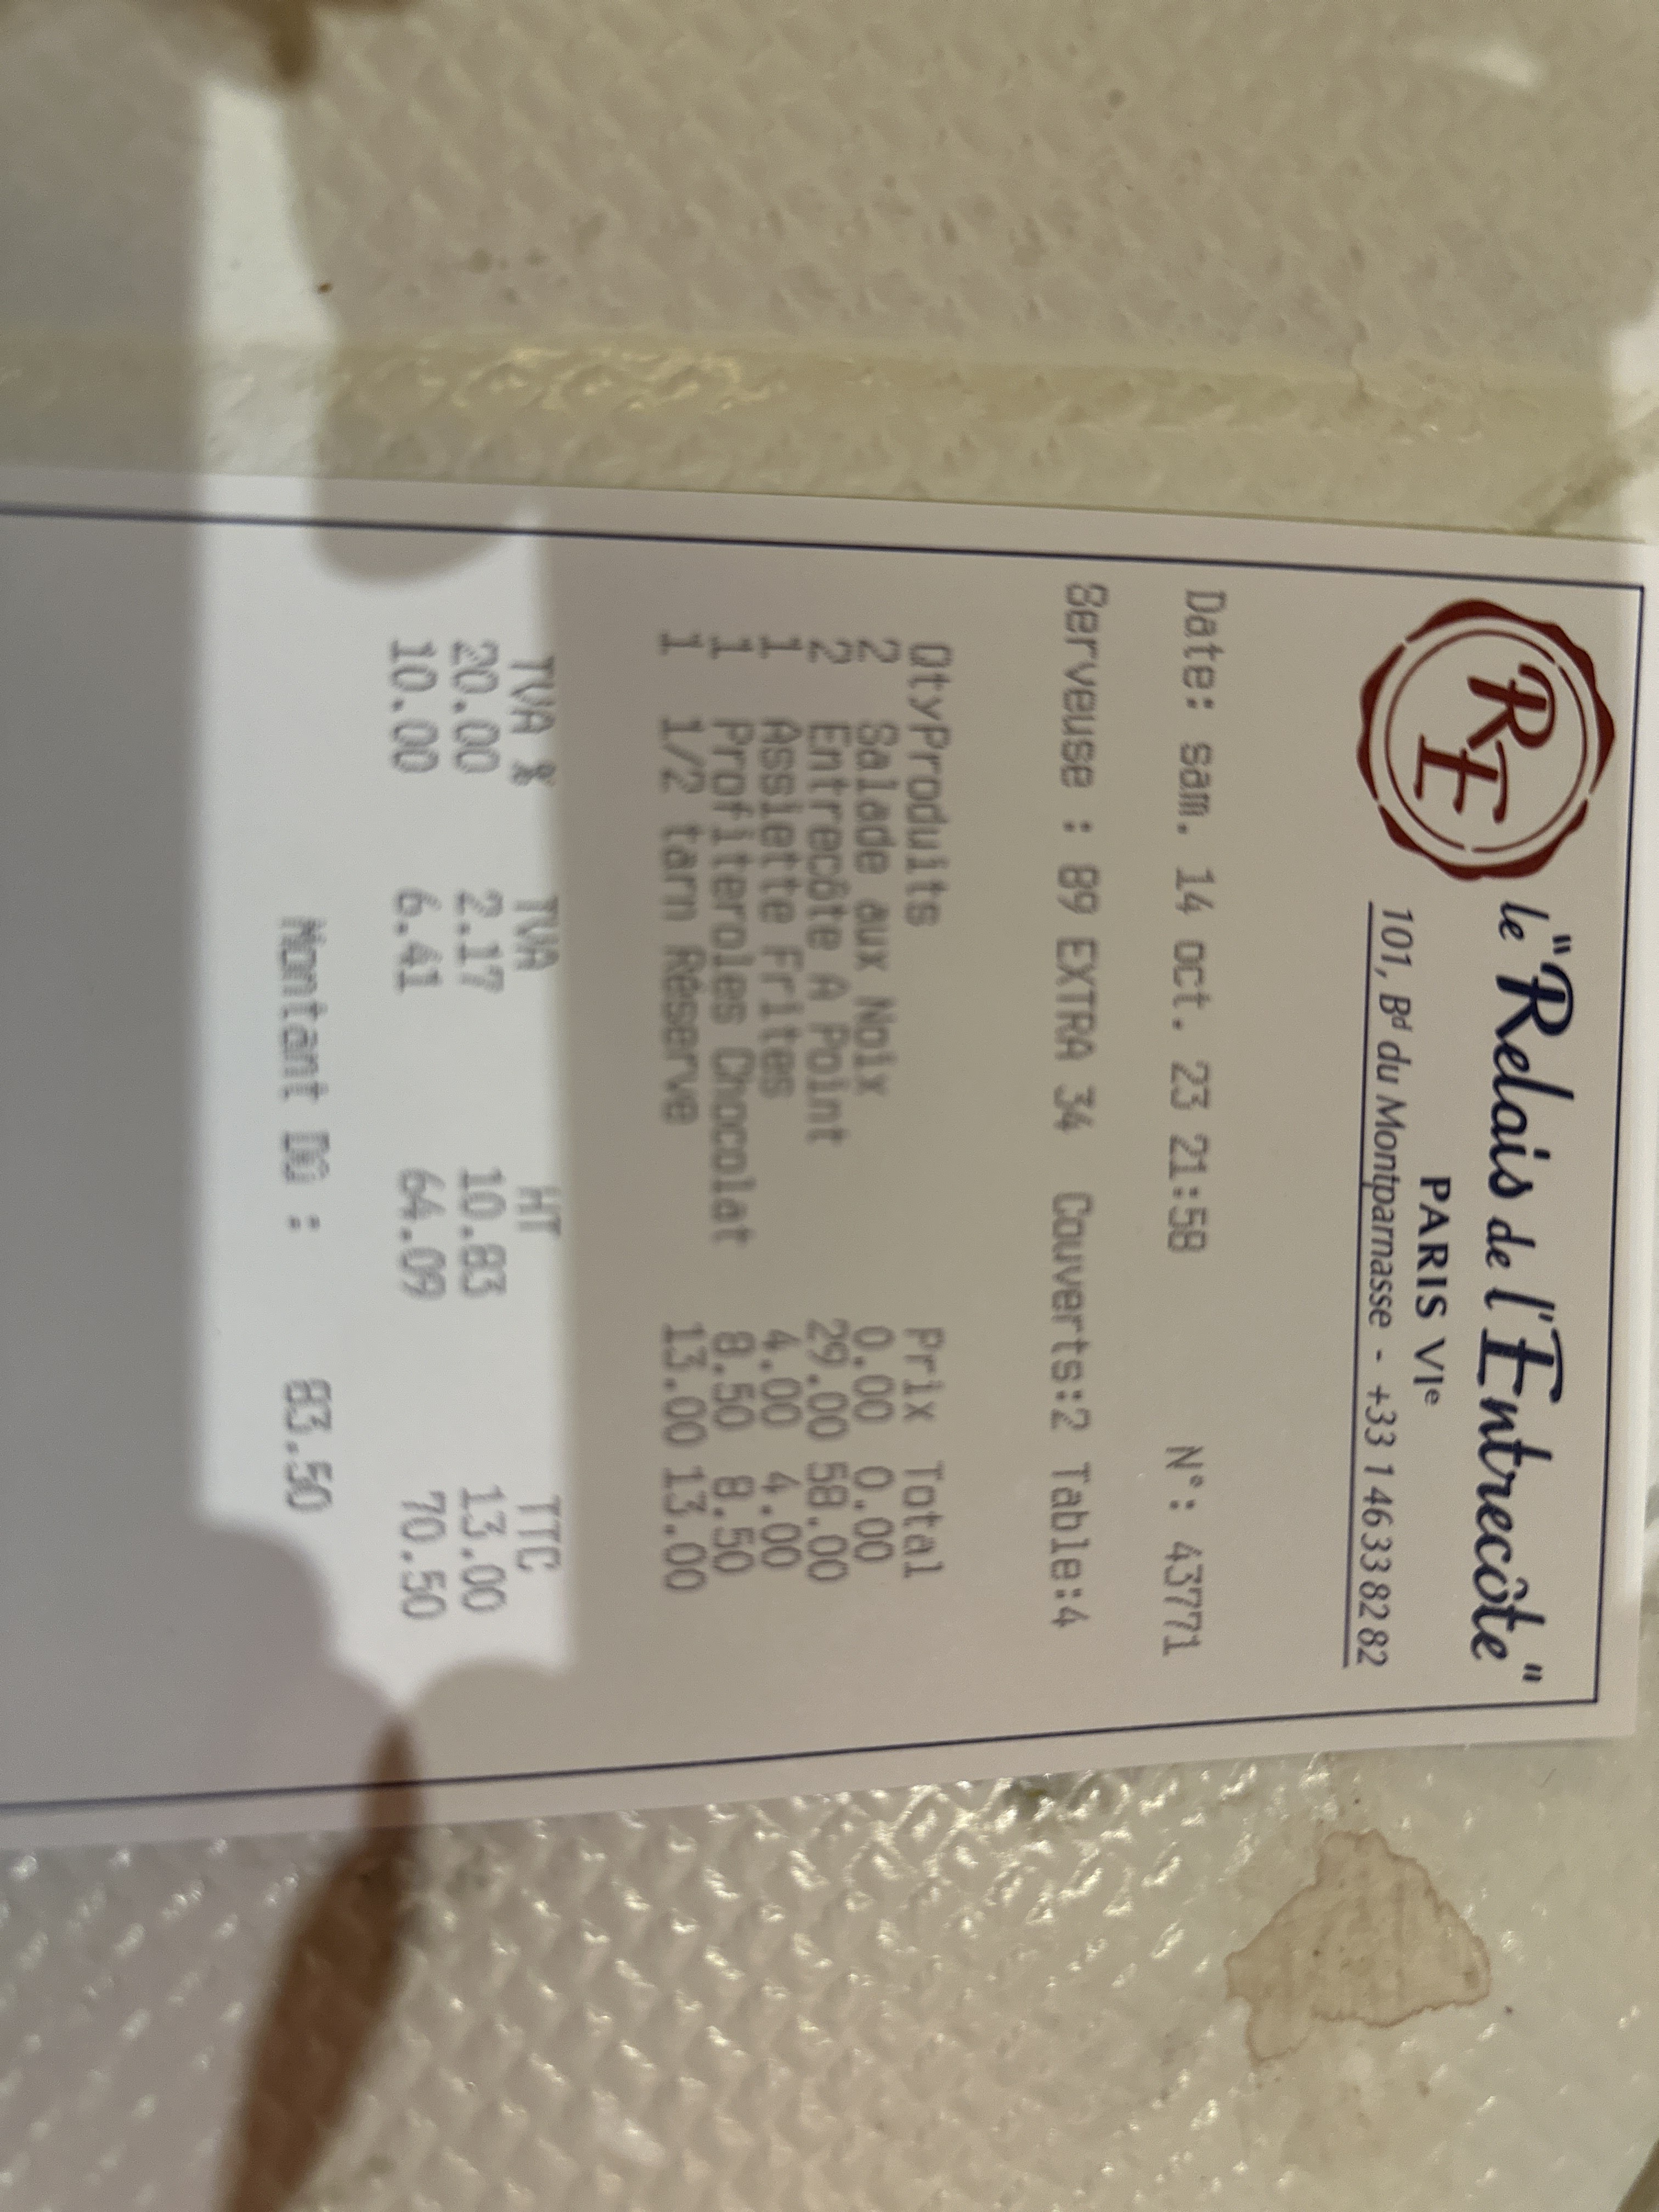 RE
le "Relais de l'Entrecôte"
PARIS VIe
101, Bd du Montparnasse - +33 1 46 33 82 82
Date: sam. 14 oct. 23 21:58 N°: 43771
Serveuse : 89 EXTRA 34 Couverts:2 Table:4
QtyProduits Prix Total
2 Salade aux Noix 0.00 0.00
2 Entrecôte A Point 29.00 58.00
1 Assiette Frites 4.00 4.00
1 Profiteroles Chocolat 8.50 8.50
1 1/2 tarn Réserve 13.00 13.00
TVA % TVA HT TTC
20.00 2.17 10.83 13.00
10.00 6.41 64.09 70.50
Montant DÛ : 83.50